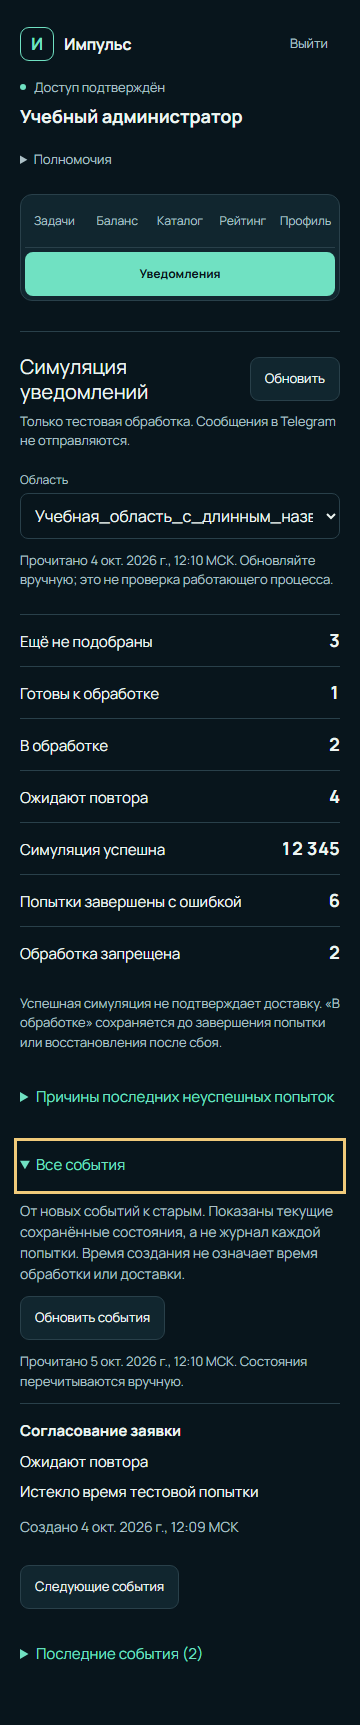 И Импульс Выйти
Доступ подтверждён
Учебный администратор
Полномочия
Задачи Баланс Каталог Рейтинг Профиль
Уведомления
Симуляция
уведомлений
Обновить
Только тестовая обработка. Сообщения в Telegram
не отправляются.
Область
Учебная_область_с_длинным_назв
Прочитано 4 окт. 2026 г., 12:10 МСК. Обновляйте
вручную; это не проверка работающего процесса.
Ещё не подобраны 3
Готовы к обработке 1
В обработке 2
Ожидают повтора 4
Симуляция успешна 12 345
Попытки завершены с ошибкой 6
Обработка запрещена 2
Успешная симуляция не подтверждает доставку. «В
обработке» сохраняется до завершения попытки
или восстановления после сбоя.
Причины последних неуспешных попыток
Все события
От новых событий к старым. Показаны текущие
сохранённые состояния, а не журнал каждой
попытки. Время создания не означает время
обработки или доставки.
Обновить события
Прочитано 5 окт. 2026 г., 12:10 МСК. Состояния
перечитываются вручную.
Согласование заявки
Ожидают повтора
Истекло время тестовой попытки
Создано 4 окт. 2026 г., 12:09 МСК
Следующие события
Последние события (2)